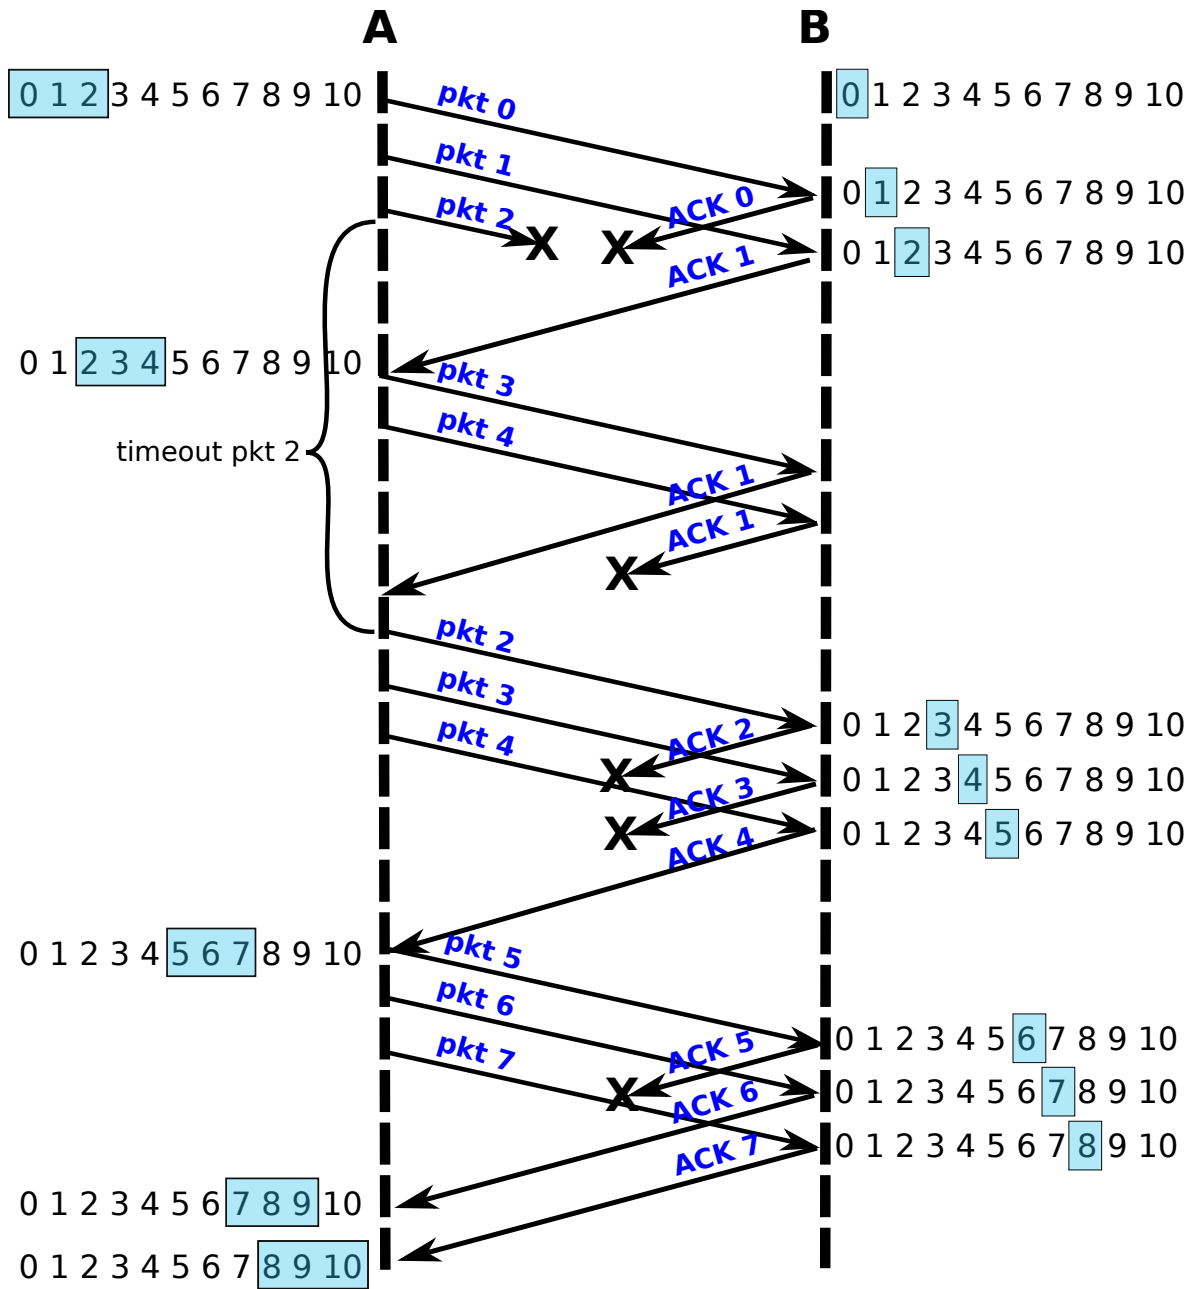 A B
0 1 2 3 4 5 6 7 8 9 10
pkt 0
0 1 2 3 4 5 6 7 8 9 10
pkt 1
ACK 0
0 1 2 3 4 5 6 7 8 9 10
pkt 2
X X
ACK 1
0 1 2 3 4 5 6 7 8 9 10
0 1 2 3 4 5 6 7 8 9 10
pkt 3
pkt 4
timeout pkt 2
ACK 1
ACK 1
X
pkt 2
pkt 3
0 1 2 3 4 5 6 7 8 9 10
pkt 4
ACK 2
X
0 1 2 3 4 5 6 7 8 9 10
ACK 3
X
0 1 2 3 4 5 6 7 8 9 10
ACK 4
0 1 2 3 4 5 6 7 8 9 10
pkt 5
pkt 6
0 1 2 3 4 5 6 7 8 9 10
pkt 7
ACK 5
X
0 1 2 3 4 5 6 7 8 9 10
ACK 6
0 1 2 3 4 5 6 7 8 9 10
ACK 7
0 1 2 3 4 5 6 7 8 9 10
0 1 2 3 4 5 6 7 8 9 10